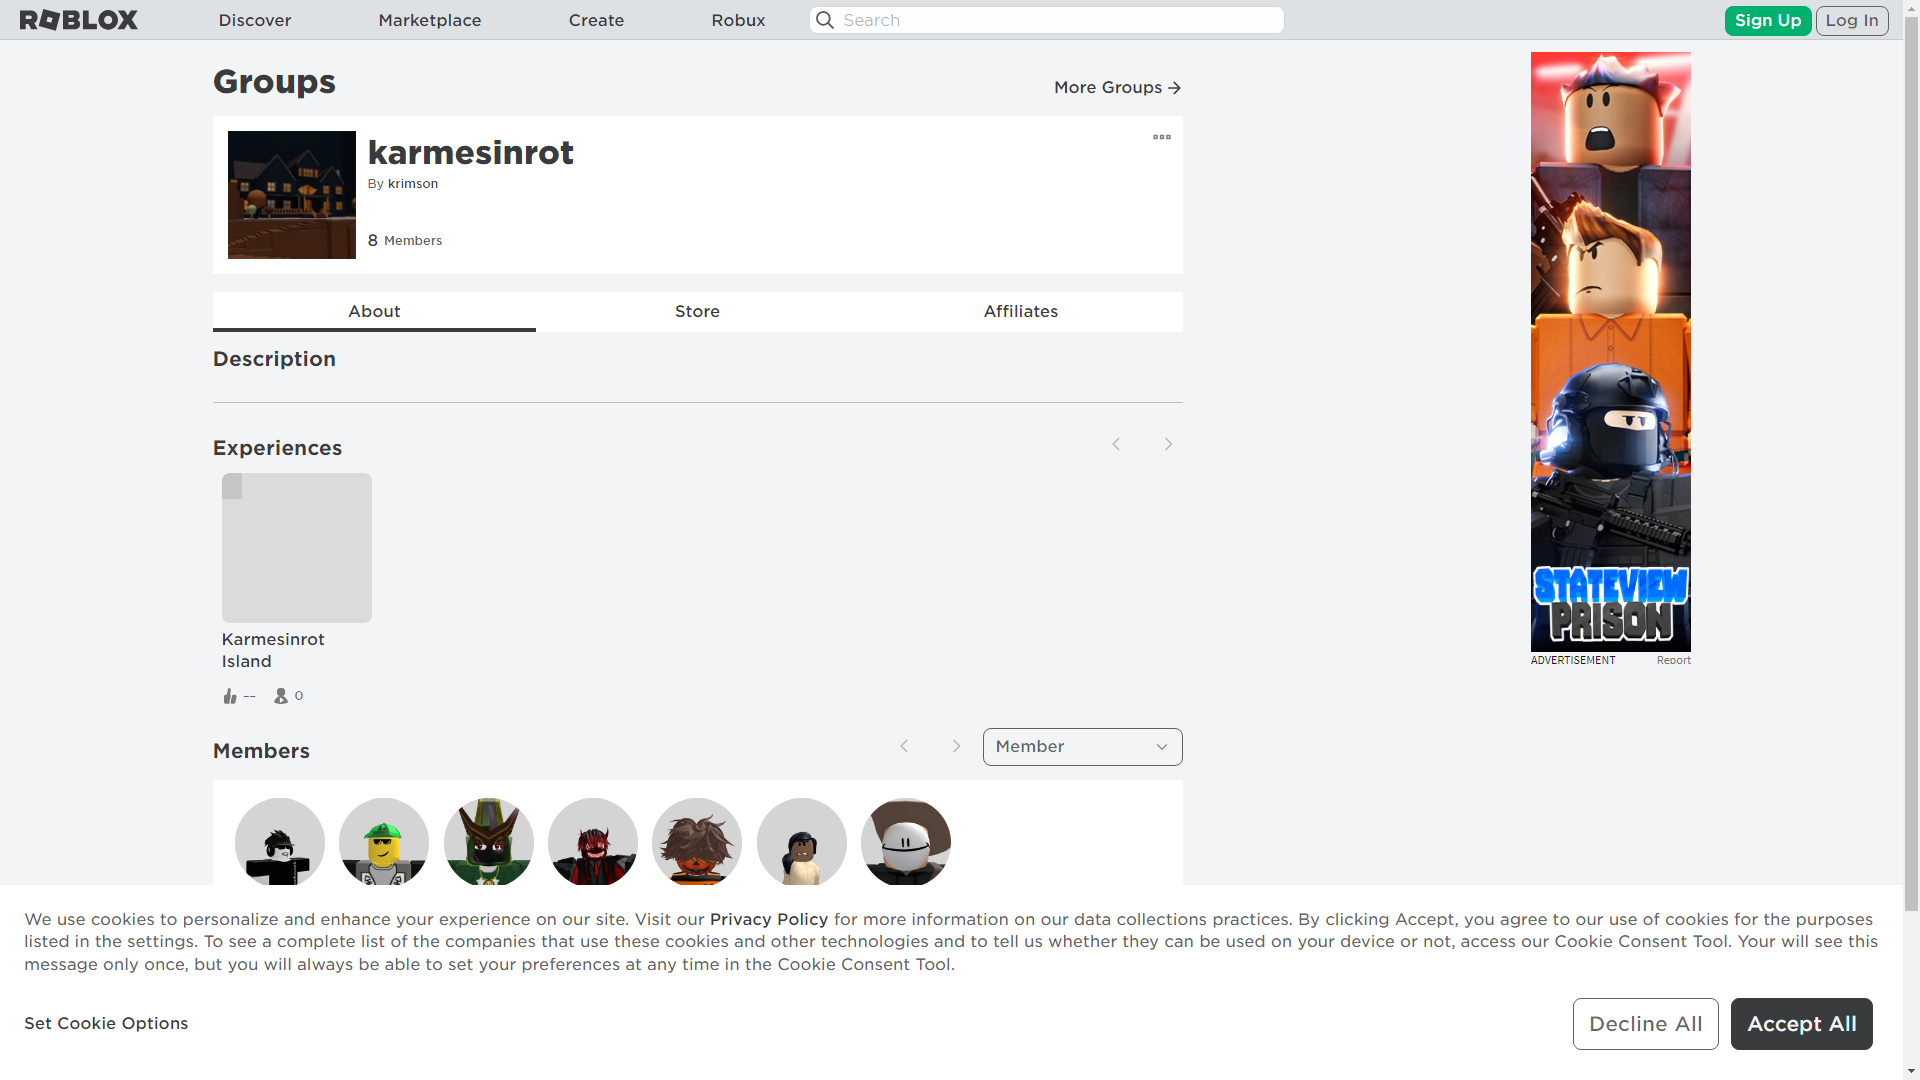 ROBLOX
Discover
Marketplace
Create
Robux
Search
Sign Up
Log In
Groups
More Groups
karmesinrot
By krimson
8 Members
About
Store
Affiliates
Description
Experiences
Karmesinrot
Island
--
0
Members
Member
STATEVIEW
PRISON
ADVERTISEMENT
Report
We use cookies to personalize and enhance your experience on our site. Visit our Privacy Policy for more information on our data collections practices. By clicking Accept, you agree to our use of cookies for the purposes
listed in the settings. To see a complete list of the companies that use these cookies and other technologies and to tell us whether they can be used on your device or not, access our Cookie Consent Tool. Your will see this
message only once, but you will always be able to set your preferences at any time in the Cookie Consent Tool.
Set Cookie Options
Decline All
Accept All